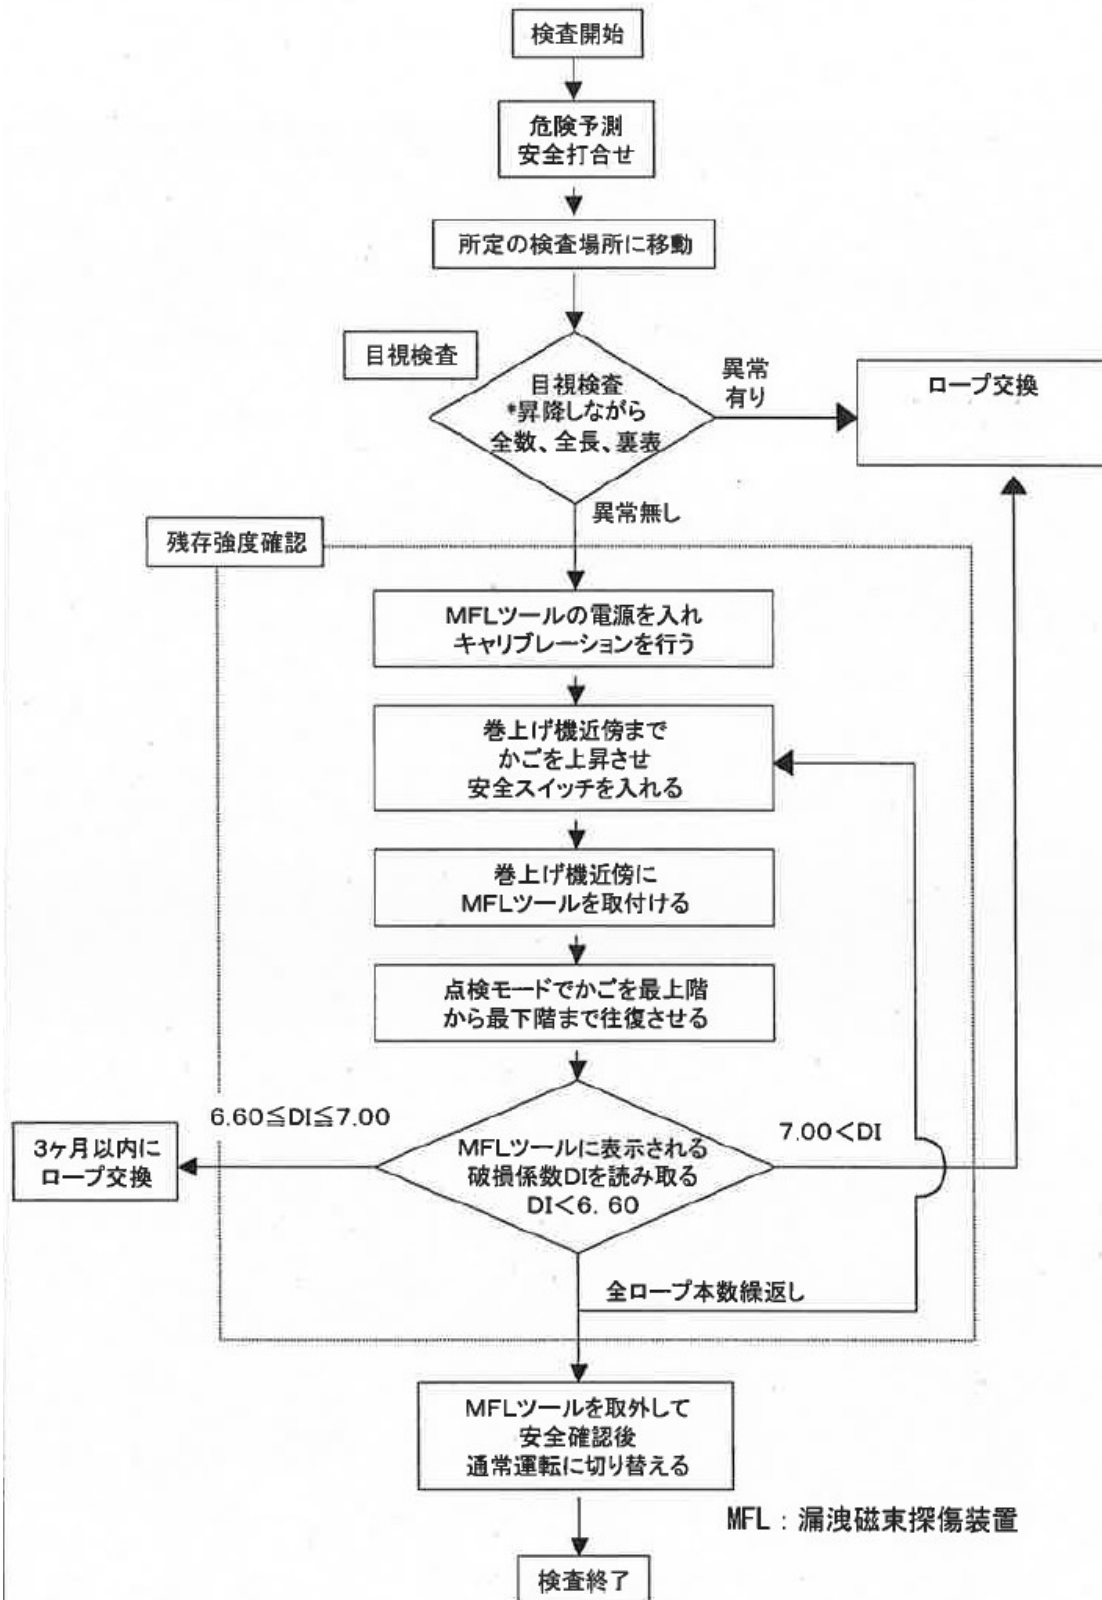 検査開始
危険予測
安全打合せ
所定の検査場所に移動
目視検査
目視検査
*昇降しながら
全数、全長、裏表
異常
有り
ロープ交換
異常無し
残存強度確認
MFLツールの電源を入れ
キャリブレーションを行う
巻上げ機近傍まで
かごを上昇させ
安全スイッチを入れる
巻上げ機近傍に
MFLツールを取付ける
点検モードでかごを最上階
から最下階まで往復させる
6.60≦DI≦7.00
3ヶ月以内に
ロープ交換
MFLツールに表示される
破損係数DIを読み取る
DI<6.60
7.00<DI
全ロープ本数繰返し
MFLツールを取外して
安全確認後
通常運転に切り替える
MFL：漏洩磁束探傷装置
検査終了